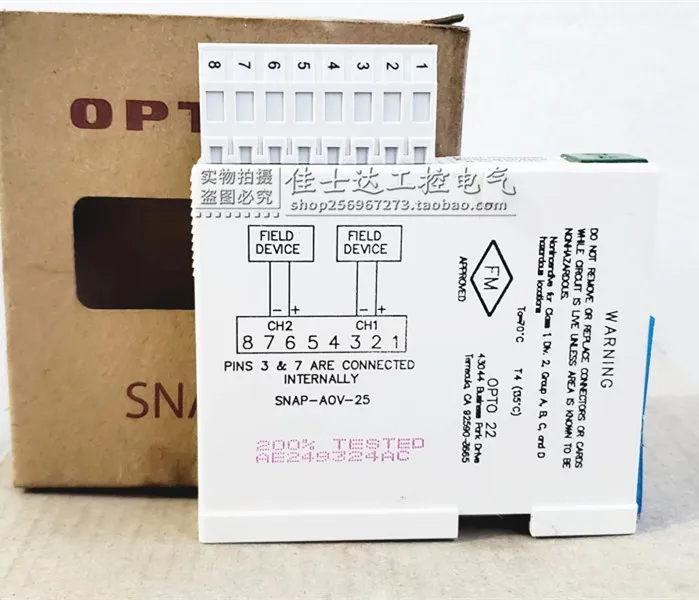 OPT
8 7 6 5 4 3 2 1
实物拍摄
盗图必究
佳士达工控电气
shop256967273.taobao.com
FIELD DEVICE
FIELD DEVICE
- + - +
CH2 CH1
8 7 6 5 4 3 2 1
PINS 3 & 7 ARE CONNECTED
INTERNALLY
SNAP-AOV-25
200% TESTED
AE249324AC
FM
APPROVED
WARNING
DO NOT REMOVE OR REPLACE CONNECTORS OR CARDS
WHILE CIRCUIT IS LIVE UNLESS AREA IS KNOWN TO BE
NONHAZARDOUS.
Nonincendive for Class 1 Div. 2, Group A, B, C, and D
hazardous locations
Ta=70°C T4 (135°C)
OPTO 22
43044 Business Park Drive
Temecula, CA 92590-3665
SNA